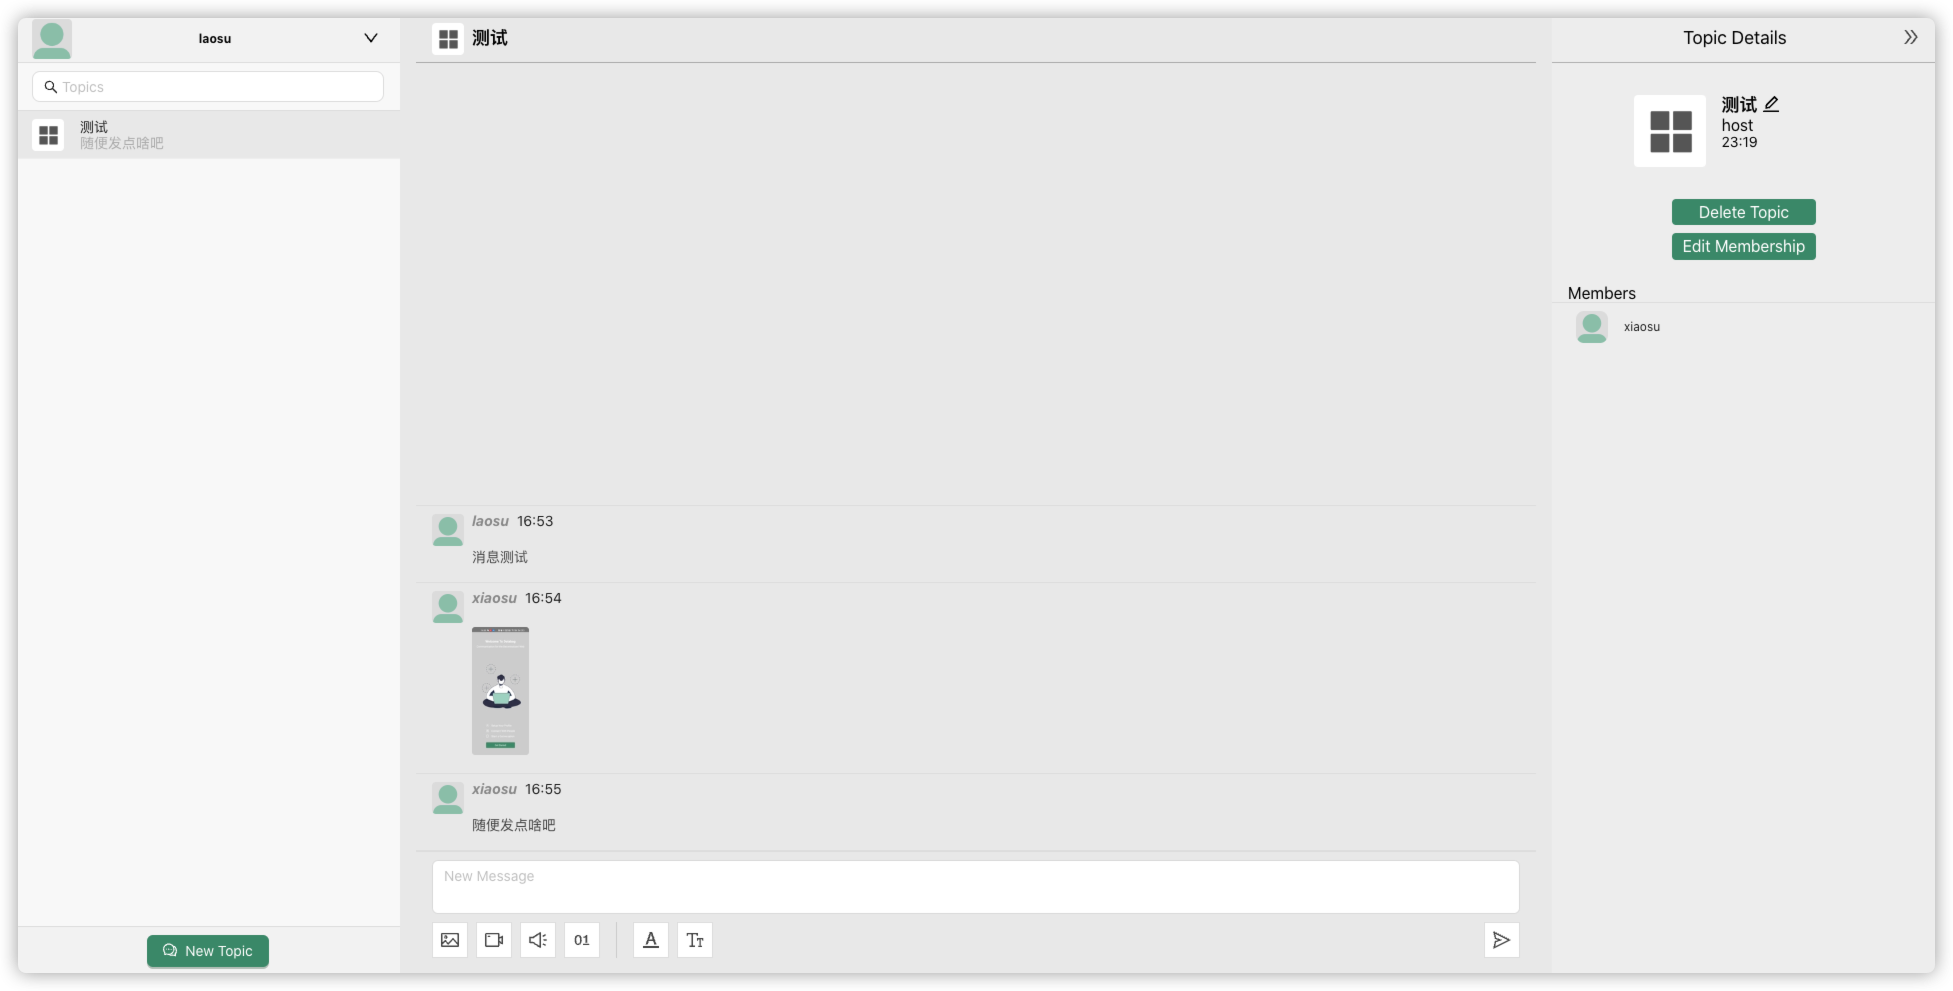 laosu
Topics
测试
随便发点啥吧
New Topic
测试
laosu 16:53
消息测试
xiaosu 16:54
xiaosu 16:55
随便发点啥吧
New Message
01
A
TT
Topic Details
测试
host
23:19
Delete Topic
Edit Membership
Members
xiaosu